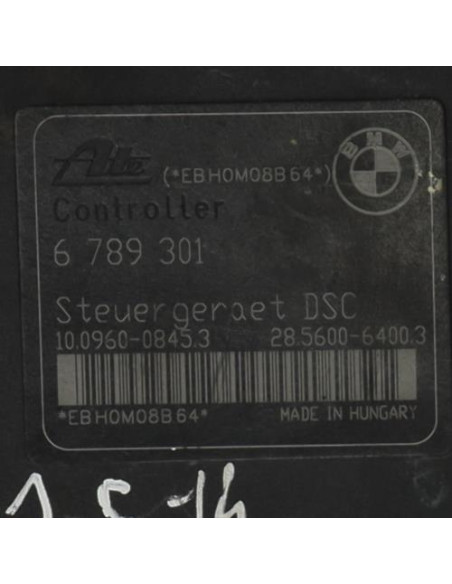 Ate (*EBH0M08B64*) BMW
Controller
6 789 301
Steuergeraet DSC
10.0960-0845.3 28.5600-6400.3
*EBH0M08B64* MADE IN HUNGARY